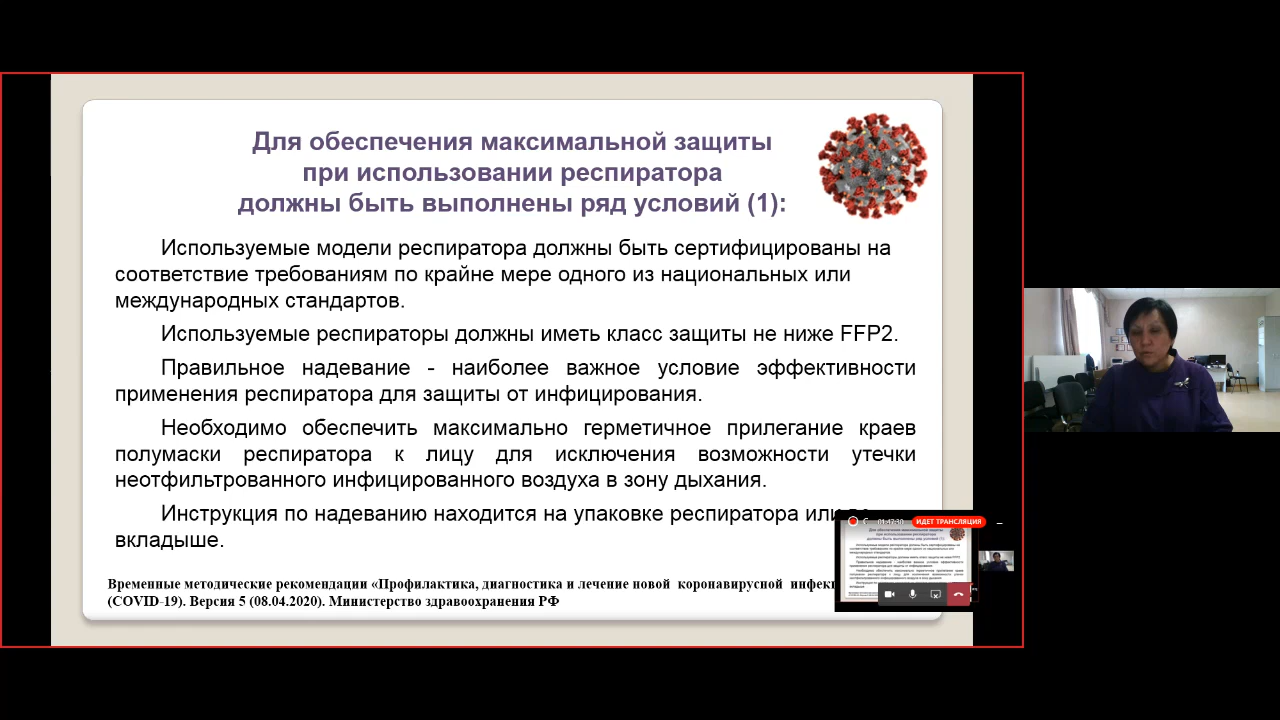 Для обеспечения максимальной защиты
при использовании респиратора
должны быть выполнены ряд условий (1):
Используемые модели респиратора должны быть сертифицированы на
соответствие требованиям по крайне мере одного из национальных или
международных стандартов.
Используемые респираторы должны иметь класс защиты не ниже FFP2.
Правильное надевание - наиболее важное условие эффективности
применения респиратора для защиты от инфицирования.
Необходимо обеспечить максимально герметичное прилегание краев
полумаски респиратора к лицу для исключения возможности утечки
неотфильтрованного инфицированного воздуха в зону дыхания.
Инструкция по надеванию находится на упаковке респиратора или
вкладыше.
Временные методические рекомендации профилактика, диагностика и лечение новой коронавирусной
(COVID-19). Версия 5 (08.04.2020). Министерство здравоохранения РФ
01:47:30 ИДЕТ ТРАНСЛЯЦИЯ